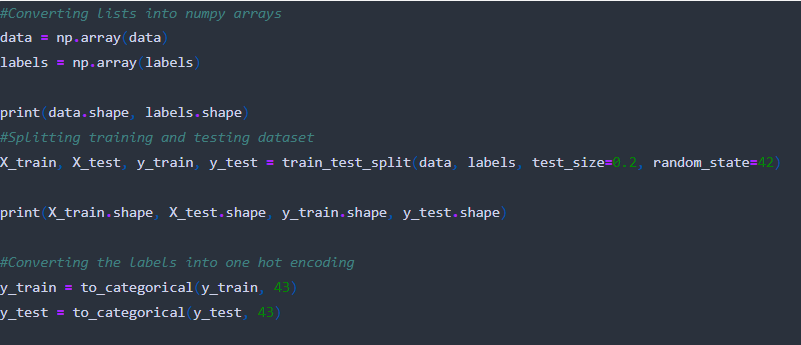 #Converting lists into numpy arrays
data = np.array(data)
labels = np.array(labels)
print(data.shape, labels.shape)
#Splitting training and testing dataset
X_train, X_test, y_train, y_test = train_test_split(data, labels, test_size=0.2, random_state=42)
print(X_train.shape, X_test.shape, y_train.shape, y_test.shape)
#Converting the labels into one hot encoding
y_train = to_categorical(y_train, 43)
y_test = to_categorical(y_test, 43)